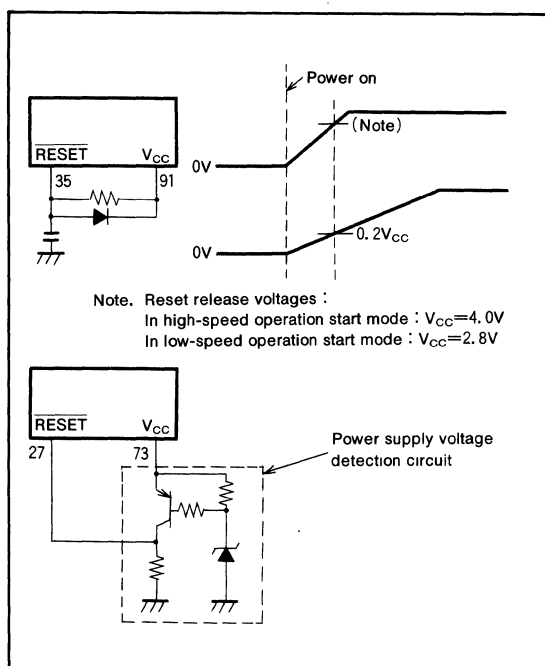 Power on
(Note)
RESET VCC
0V
35 91
0.2VCC
0V
Note. Reset release voltages :
In high-speed operation start mode : VCC=4.0V
In low-speed operation start mode : VCC=2.8V
RESET VCC
27 73
Power supply voltage
detection circuit